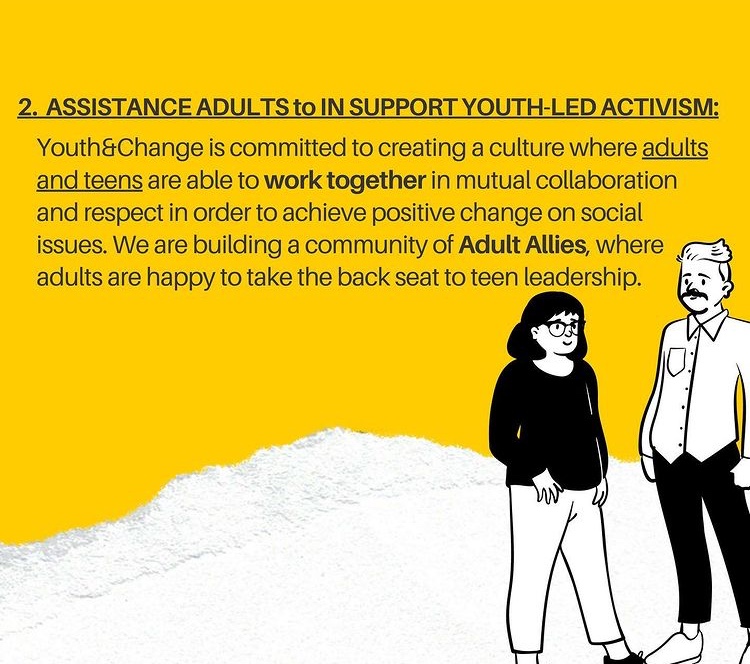 2. ASSISTANCE ADULTS to IN SUPPORT YOUTH-LED ACTIVISM:
Youth&Change is committed to creating a culture where adults
and teens are able to work together in mutual collaboration
and respect in order to achieve positive change on social
issues. We are building a community of Adult Allies, where
adults are happy to take the back seat to teen leadership.